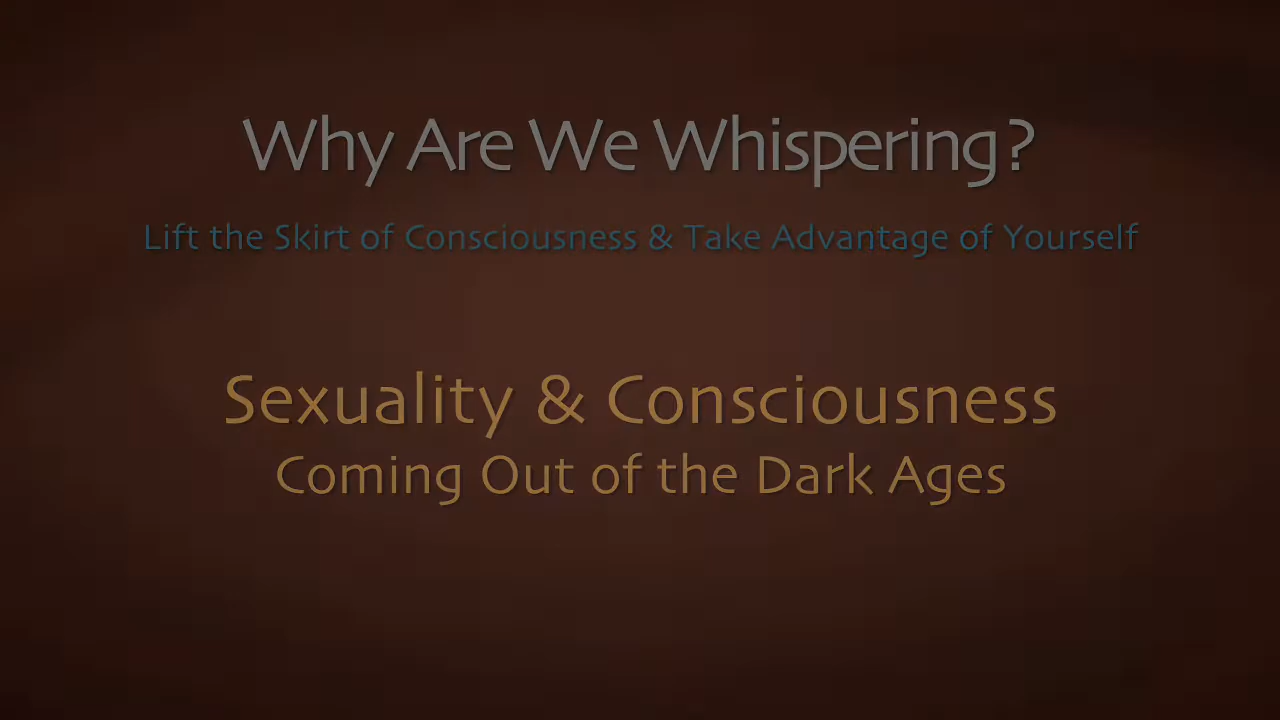 Why Are We Whispering?
Lift the Skirt of Consciousness & Take Advantage of Yourself
Sexuality & Consciousness
Coming Out of the Dark Ages